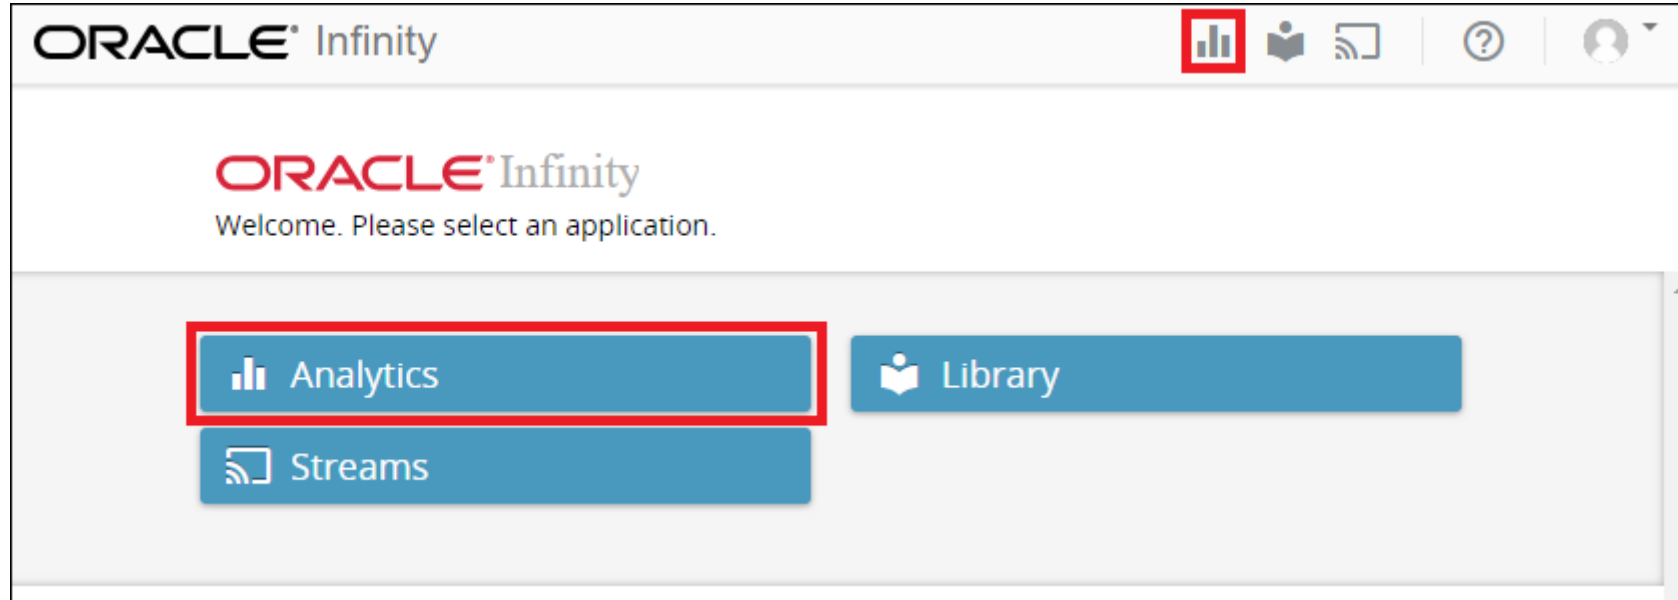 ORACLE Infinity
ORACLE Infinity
Welcome. Please select an application.
Analytics
Library
Streams